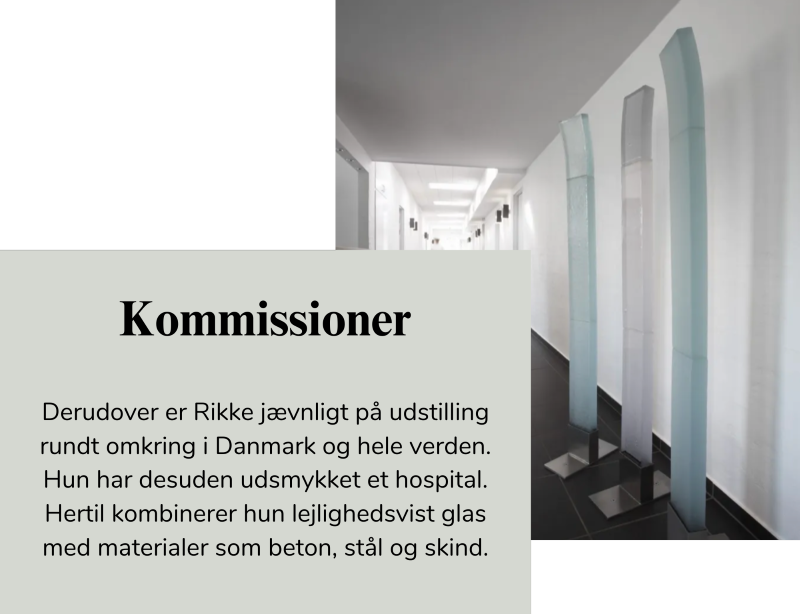 Kommissioner
Derudover er Rikke jævnligt på udstilling
rundt omkring i Danmark og hele verden.
Hun har desuden udsmykket et hospital.
Hertil kombinerer hun lejlighedsvist glas
med materialer som beton, stål og skind.